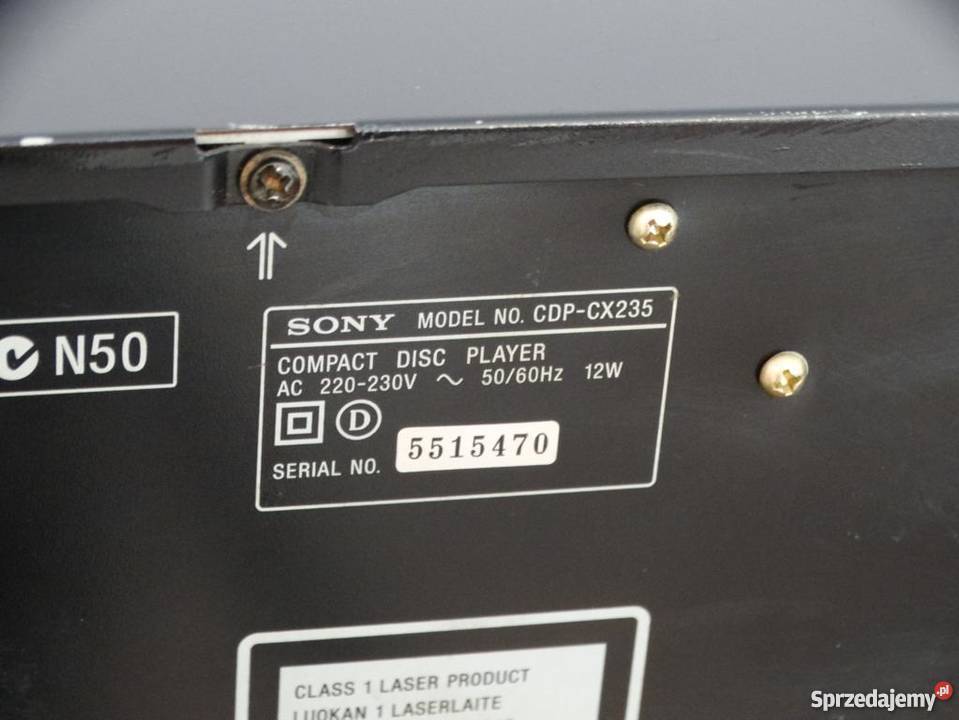 N50
SONY MODEL NO. CDP-CX235
COMPACT DISC PLAYER
AC 220-230V ~ 50/60Hz 12W
D
SERIAL NO. 5515470
CLASS 1 LASER PRODUCT
LUOKAN 1 LASERLAITE
Sprzedajemy.pl